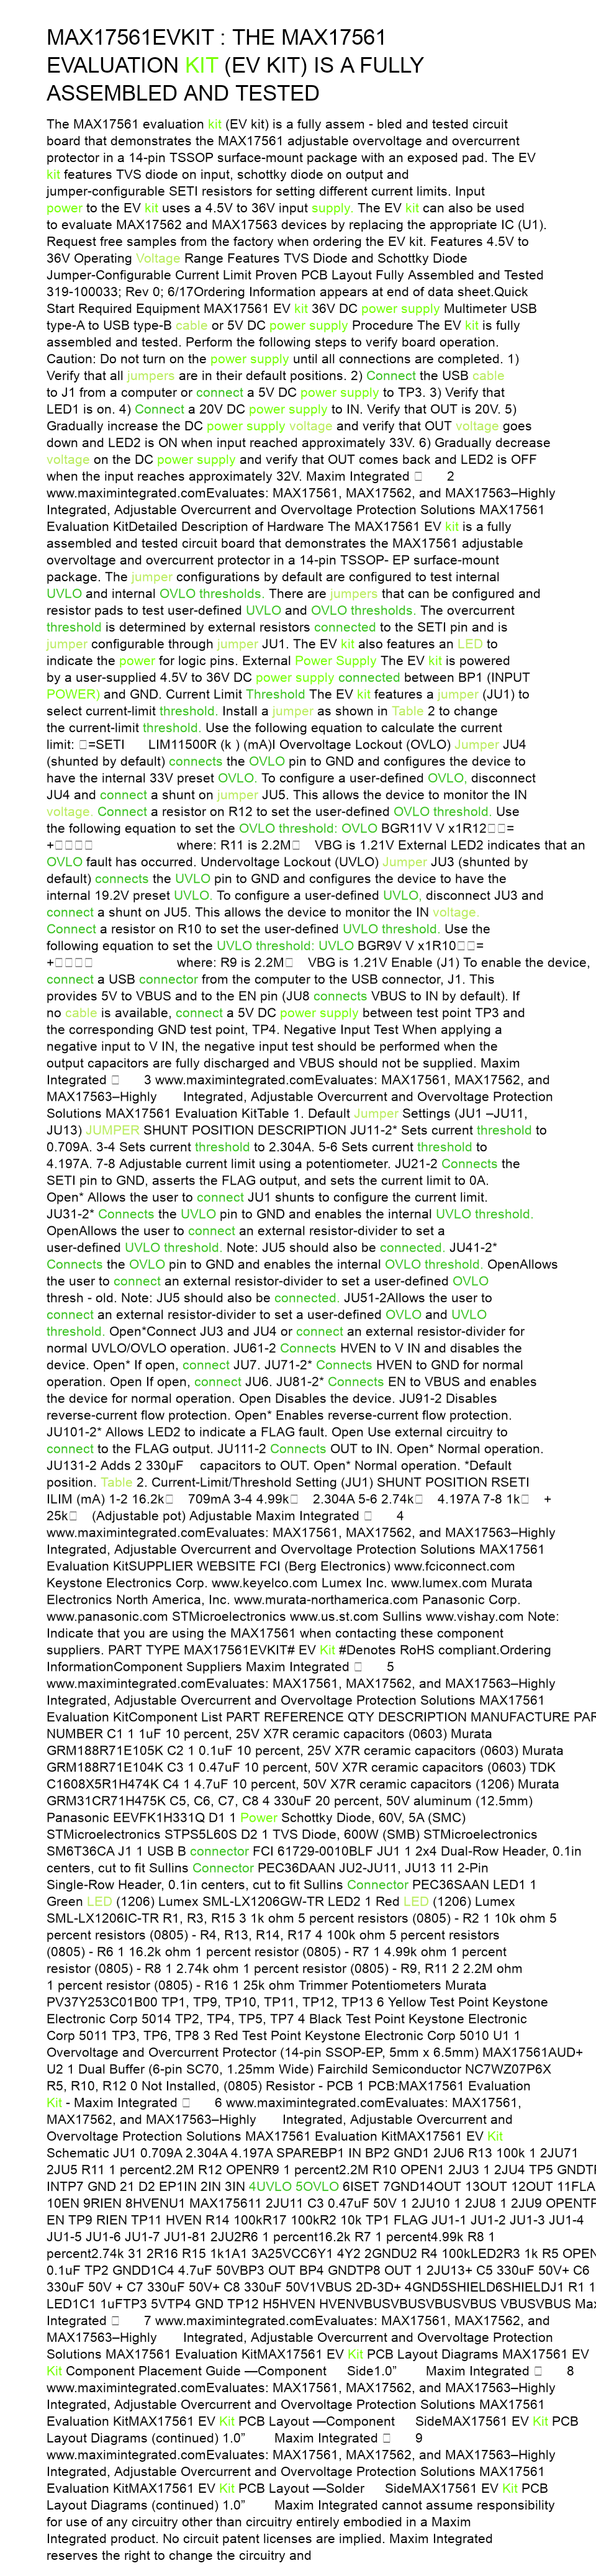 MAX17561EVKIT : THE MAX17561
EVALUATION KIT (EV KIT) IS A FULLY
ASSEMBLED AND TESTED
The MAX17561 evaluation kit (EV kit) is a fully assem - bled and tested circuit
board that demonstrates the MAX17561 adjustable overvoltage and overcurrent
protector in a 14-pin TSSOP surface-mount package with an exposed pad. The EV
kit features TVS diode on input, schottky diode on output and
jumper-configurable SETI resistors for setting different current limits. Input
power to the EV kit uses a 4.5V to 36V input supply. The EV kit can also be used
to evaluate MAX17562 and MAX17563 devices by replacing the appropriate IC (U1).
Request free samples from the factory when ordering the EV kit. Features 4.5V to
36V Operating Voltage Range Features TVS Diode and Schottky Diode
Jumper-Configurable Current Limit Proven PCB Layout Fully Assembled and Tested
319-100033; Rev 0; 6/17Ordering Information appears at end of data sheet.Quick
Start Required Equipment MAX17561 EV kit 36V DC power supply Multimeter USB
type-A to USB type-B cable or 5V DC power supply Procedure The EV kit is fully
assembled and tested. Perform the following steps to verify board operation.
Caution: Do not turn on the power supply until all connections are completed. 1)
Verify that all jumpers are in their default positions. 2) Connect the USB cable
to J1 from a computer or connect a 5V DC power supply to TP3. 3) Verify that
LED1 is on. 4) Connect a 20V DC power supply to IN. Verify that OUT is 20V. 5)
Gradually increase the DC power supply voltage and verify that OUT voltage goes
down and LED2 is ON when input reached approximately 33V. 6) Gradually decrease
voltage on the DC power supply and verify that OUT comes back and LED2 is OFF
when the input reaches approximately 32V. Maxim Integrated □ 2
www.maximintegrated.comEvaluates: MAX17561, MAX17562, and MAX17563–Highly
Integrated, Adjustable Overcurrent and Overvoltage Protection Solutions MAX17561
Evaluation KitDetailed Description of Hardware The MAX17561 EV kit is a fully
assembled and tested circuit board that demonstrates the MAX17561 adjustable
overvoltage and overcurrent protector in a 14-pin TSSOP- EP surface-mount
package. The jumper configurations by default are configured to test internal
UVLO and internal OVLO thresholds. There are jumpers that can be configured and
resistor pads to test user-defined UVLO and OVLO thresholds. The overcurrent
threshold is determined by external resistors connected to the SETI pin and is
jumper configurable through jumper JU1. The EV kit also features an LED to
indicate the power for logic pins. External Power Supply The EV kit is powered
by a user-supplied 4.5V to 36V DC power supply connected between BP1 (INPUT
POWER) and GND. Current Limit Threshold The EV kit features a jumper (JU1) to
select current-limit threshold. Install a jumper as shown in Table 2 to change
the current-limit threshold. Use the following equation to calculate the current
limit: □=SETI LIM11500R (k ) (mA)I Overvoltage Lockout (OVLO) Jumper JU4
(shunted by default) connects the OVLO pin to GND and configures the device to
have the internal 33V preset OVLO. To configure a user-defined OVLO, disconnect
JU4 and connect a shunt on jumper JU5. This allows the device to monitor the IN
voltage. Connect a resistor on R12 to set the user-defined OVLO threshold. Use
the following equation to set the OVLO threshold: OVLO BGR11V V x1R12□□=
+□□□□ where: R11 is 2.2M□ VBG is 1.21V External LED2 indicates that an
OVLO fault has occurred. Undervoltage Lockout (UVLO) Jumper JU3 (shunted by
default) connects the UVLO pin to GND and configures the device to have the
internal 19.2V preset UVLO. To configure a user-defined UVLO, disconnect JU3 and
connect a shunt on JU5. This allows the device to monitor the IN voltage.
Connect a resistor on R10 to set the user-defined UVLO threshold. Use the
following equation to set the UVLO threshold: UVLO BGR9V V x1R10□□=
+□□□□ where: R9 is 2.2M□ VBG is 1.21V Enable (J1) To enable the device,
connect a USB connector from the computer to the USB connector, J1. This
provides 5V to VBUS and to the EN pin (JU8 connects VBUS to IN by default). If
no cable is available, connect a 5V DC power supply between test point TP3 and
the corresponding GND test point, TP4. Negative Input Test When applying a
negative input to V IN, the negative input test should be performed when the
output capacitors are fully discharged and VBUS should not be supplied. Maxim
Integrated □ 3 www.maximintegrated.comEvaluates: MAX17561, MAX17562, and
MAX17563–Highly Integrated, Adjustable Overcurrent and Overvoltage Protection
Solutions MAX17561 Evaluation KitTable 1. Default Jumper Settings (JU1 –JU11,
JU13) JUMPER SHUNT POSITION DESCRIPTION JU11-2* Sets current threshold to
0.709A. 3-4 Sets current threshold to 2.304A. 5-6 Sets current threshold to
4.197A. 7-8 Adjustable current limit using a potentiometer. JU21-2 Connects the
SETI pin to GND, asserts the FLAG output, and sets the current limit to 0A.
Open* Allows the user to connect JU1 shunts to configure the current limit.
JU31-2* Connects the UVLO pin to GND and enables the internal UVLO threshold.
OpenAllows the user to connect an external resistor-divider to set a
user-defined UVLO threshold. Note: JU5 should also be connected. JU41-2*
Connects the OVLO pin to GND and enables the internal OVLO threshold. OpenAllows
the user to connect an external resistor-divider to set a user-defined OVLO
thresh - old. Note: JU5 should also be connected. JU51-2Allows the user to
connect an external resistor-divider to set a user-defined OVLO and UVLO
threshold. Open*Connect JU3 and JU4 or connect an external resistor-divider for
normal UVLO/OVLO operation. JU61-2 Connects HVEN to V IN and disables the
device. Open* If open, connect JU7. JU71-2* Connects HVEN to GND for normal
operation. Open If open, connect JU6. JU81-2* Connects EN to VBUS and enables
the device for normal operation. Open Disables the device. JU91-2 Disables
reverse-current flow protection. Open* Enables reverse-current flow protection.
JU101-2* Allows LED2 to indicate a FLAG fault. Open Use external circuitry to
connect to the FLAG output. JU111-2 Connects OUT to IN. Open* Normal operation.
JU131-2 Adds 2 330µF capacitors to OUT. Open* Normal operation. *Default
position. Table 2. Current-Limit/Threshold Setting (JU1) SHUNT POSITION RSETI
ILIM (mA) 1-2 16.2k□ 709mA 3-4 4.99k□ 2.304A 5-6 2.74k□ 4.197A 7-8 1k□ +
25k□ (Adjustable pot) Adjustable Maxim Integrated □ 4
www.maximintegrated.comEvaluates: MAX17561, MAX17562, and MAX17563–Highly
Integrated, Adjustable Overcurrent and Overvoltage Protection Solutions MAX17561
Evaluation KitSUPPLIER WEBSITE FCI (Berg Electronics) www.fciconnect.com
Keystone Electronics Corp. www.keyelco.com Lumex Inc. www.lumex.com Murata
Electronics North America, Inc. www.murata-northamerica.com Panasonic Corp.
www.panasonic.com STMicroelectronics www.us.st.com Sullins www.vishay.com Note:
Indicate that you are using the MAX17561 when contacting these component
suppliers. PART TYPE MAX17561EVKIT# EV Kit #Denotes RoHS compliant.Ordering
InformationComponent Suppliers Maxim Integrated □ 5
www.maximintegrated.comEvaluates: MAX17561, MAX17562, and MAX17563–Highly
Integrated, Adjustable Overcurrent and Overvoltage Protection Solutions MAX17561
Evaluation KitComponent List PART REFERENCE QTY DESCRIPTION MANUFACTURE PAR
NUMBER C1 1 1uF 10 percent, 25V X7R ceramic capacitors (0603) Murata
GRM188R71E105K C2 1 0.1uF 10 percent, 25V X7R ceramic capacitors (0603) Murata
GRM188R71E104K C3 1 0.47uF 10 percent, 50V X7R ceramic capacitors (0603) TDK
C1608X5R1H474K C4 1 4.7uF 10 percent, 50V X7R ceramic capacitors (1206) Murata
GRM31CR71H475K C5, C6, C7, C8 4 330uF 20 percent, 50V aluminum (12.5mm)
Panasonic EEVFK1H331Q D1 1 Power Schottky Diode, 60V, 5A (SMC)
STMicroelectronics STPS5L60S D2 1 TVS Diode, 600W (SMB) STMicroelectronics
SM6T36CA J1 1 USB B connector FCI 61729-0010BLF JU1 1 2x4 Dual-Row Header, 0.1in
centers, cut to fit Sullins Connector PEC36DAAN JU2-JU11, JU13 11 2-Pin
Single-Row Header, 0.1in centers, cut to fit Sullins Connector PEC36SAAN LED1 1
Green LED (1206) Lumex SML-LX1206GW-TR LED2 1 Red LED (1206) Lumex
SML-LX1206IC-TR R1, R3, R15 3 1k ohm 5 percent resistors (0805) - R2 1 10k ohm 5
percent resistors (0805) - R4, R13, R14, R17 4 100k ohm 5 percent resistors
(0805) - R6 1 16.2k ohm 1 percent resistor (0805) - R7 1 4.99k ohm 1 percent
resistor (0805) - R8 1 2.74k ohm 1 percent resistor (0805) - R9, R11 2 2.2M ohm
1 percent resistor (0805) - R16 1 25k ohm Trimmer Potentiometers Murata
PV37Y253C01B00 TP1, TP9, TP10, TP11, TP12, TP13 6 Yellow Test Point Keystone
Electronic Corp 5014 TP2, TP4, TP5, TP7 4 Black Test Point Keystone Electronic
Corp 5011 TP3, TP6, TP8 3 Red Test Point Keystone Electronic Corp 5010 U1 1
Overvoltage and Overcurrent Protector (14-pin SSOP-EP, 5mm x 6.5mm) MAX17561AUD+
U2 1 Dual Buffer (6-pin SC70, 1.25mm Wide) Fairchild Semiconductor NC7WZ07P6X
R5, R10, R12 0 Not Installed, (0805) Resistor - PCB 1 PCB:MAX17561 Evaluation
Kit - Maxim Integrated □ 6 www.maximintegrated.comEvaluates: MAX17561,
MAX17562, and MAX17563–Highly Integrated, Adjustable Overcurrent and
Overvoltage Protection Solutions MAX17561 Evaluation KitMAX17561 EV Kit
Schematic JU1 0.709A 2.304A 4.197A SPAREBP1 IN BP2 GND1 2JU6 R13 100k 1 2JU71
2JU5 R11 1 percent2.2M R12 OPENR9 1 percent2.2M R10 OPEN1 2JU3 1 2JU4 TP5 GNDTP
INTP7 GND 21 D2 EP1IN 2IN 3IN 4UVLO 5OVLO 6ISET 7GND14OUT 13OUT 12OUT 11FLA
10EN 9RIEN 8HVENU1 MAX175611 2JU11 C3 0.47uF 50V 1 2JU10 1 2JU8 1 2JU9 OPENTP
EN TP9 RIEN TP11 HVEN R14 100kR17 100kR2 10k TP1 FLAG JU1-1 JU1-2 JU1-3 JU1-4
JU1-5 JU1-6 JU1-7 JU1-81 2JU2R6 1 percent16.2k R7 1 percent4.99k R8 1
percent2.74k 31 2R16 R15 1k1A1 3A25VCC6Y1 4Y2 2GNDU2 R4 100kLED2R3 1k R5 OPEN
0.1uF TP2 GNDD1C4 4.7uF 50VBP3 OUT BP4 GNDTP8 OUT 1 2JU13+ C5 330uF 50V+ C6
330uF 50V + C7 330uF 50V+ C8 330uF 50V1VBUS 2D-3D+ 4GND5SHIELD6SHIELDJ1 R1 1
LED1C1 1uFTP3 5VTP4 GND TP12 H5HVEN HVENVBUSVBUSVBUSVBUS VBUSVBUS Max
Integrated □ 7 www.maximintegrated.comEvaluates: MAX17561, MAX17562, and
MAX17563–Highly Integrated, Adjustable Overcurrent and Overvoltage Protection
Solutions MAX17561 Evaluation KitMAX17561 EV Kit PCB Layout Diagrams MAX17561 EV
Kit Component Placement Guide —Component Side1.0” Maxim Integrated □ 8
www.maximintegrated.comEvaluates: MAX17561, MAX17562, and MAX17563–Highly
Integrated, Adjustable Overcurrent and Overvoltage Protection Solutions MAX17561
Evaluation KitMAX17561 EV Kit PCB Layout —Component SideMAX17561 EV Kit PCB
Layout Diagrams (continued) 1.0” Maxim Integrated □ 9
www.maximintegrated.comEvaluates: MAX17561, MAX17562, and MAX17563–Highly
Integrated, Adjustable Overcurrent and Overvoltage Protection Solutions MAX17561
Evaluation KitMAX17561 EV Kit PCB Layout —Solder SideMAX17561 EV Kit PCB
Layout Diagrams (continued) 1.0” Maxim Integrated cannot assume responsibility
for use of any circuitry other than circuitry entirely embodied in a Maxim
Integrated product. No circuit patent licenses are implied. Maxim Integrated
reserves the right to change the circuitry and